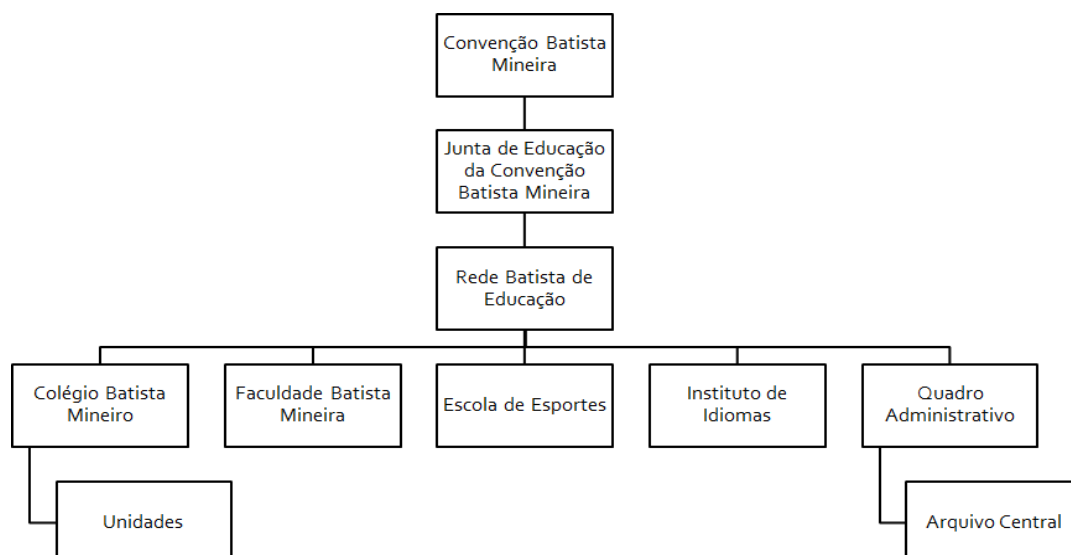 Convenção Batista
Mineira
Junta de Educação
da Convenção
Batista Mineira
Rede Batista de
Educação
Colégio Batista
Mineiro
Faculdade Batista
Mineira
Escola de Esportes
Instituto de
Idiomas
Quadro
Administrativo
Unidades
Arquivo Central